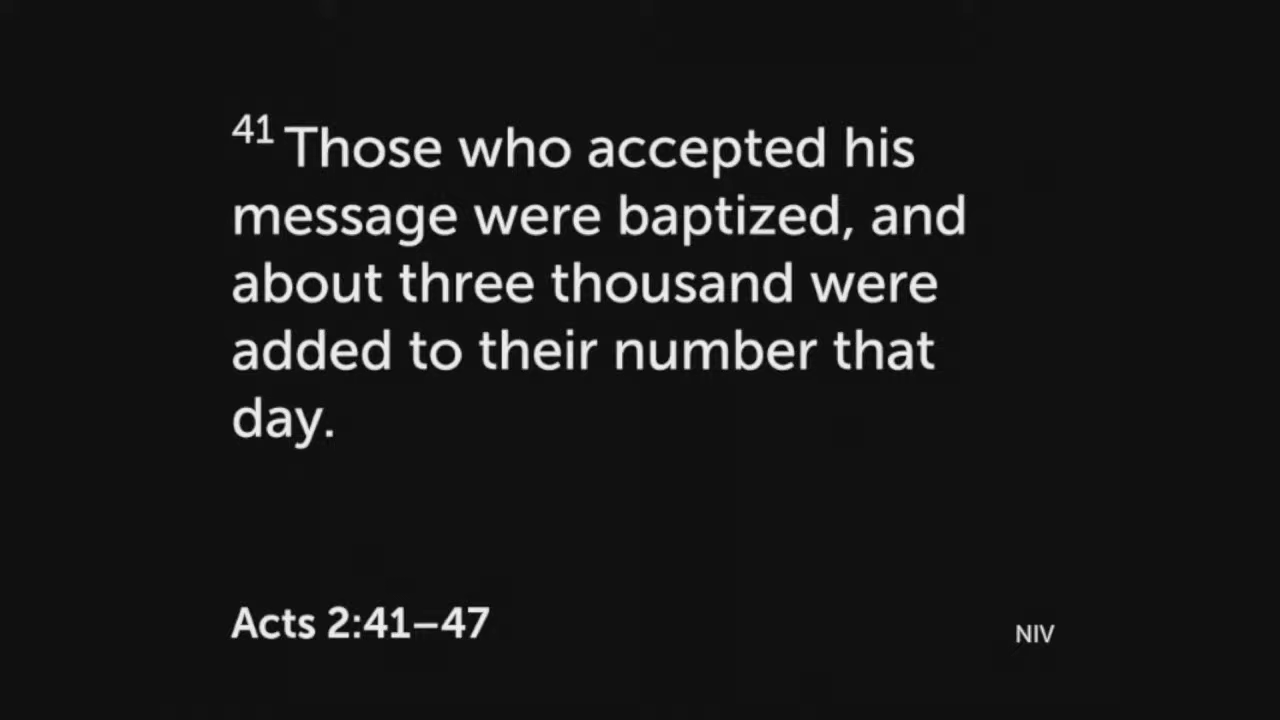 41 Those who accepted his
message were baptized, and
about three thousand were
added to their number that
day.
Acts 2:41–47
NIV